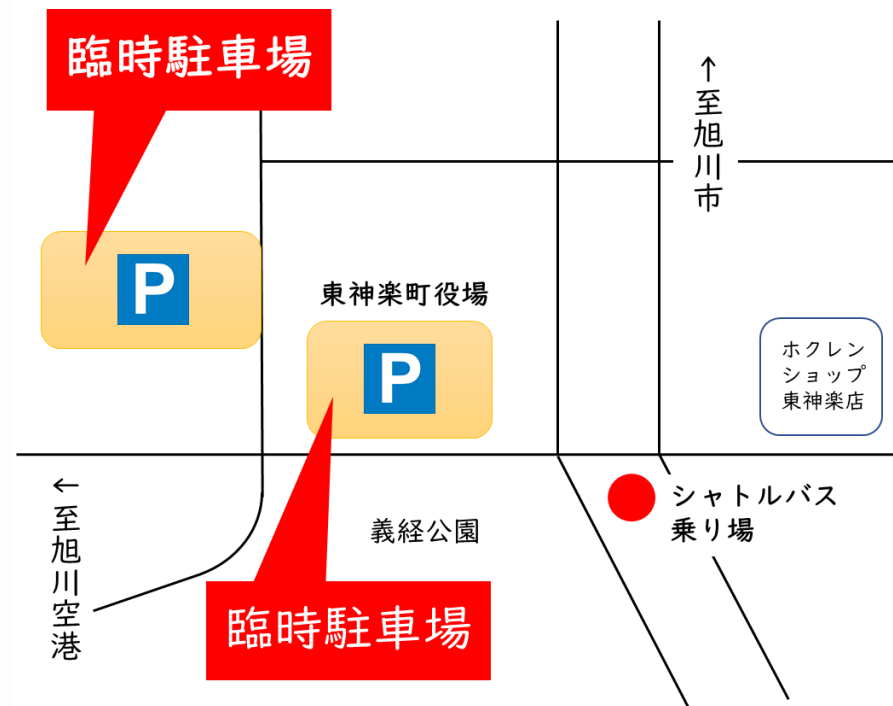 臨時駐車場
↑至旭川市
P
東神楽町役場
P
ホクレン
ショップ
東神楽店
←至旭川空港
シャトルバス
乗り場
義経公園
臨時駐車場